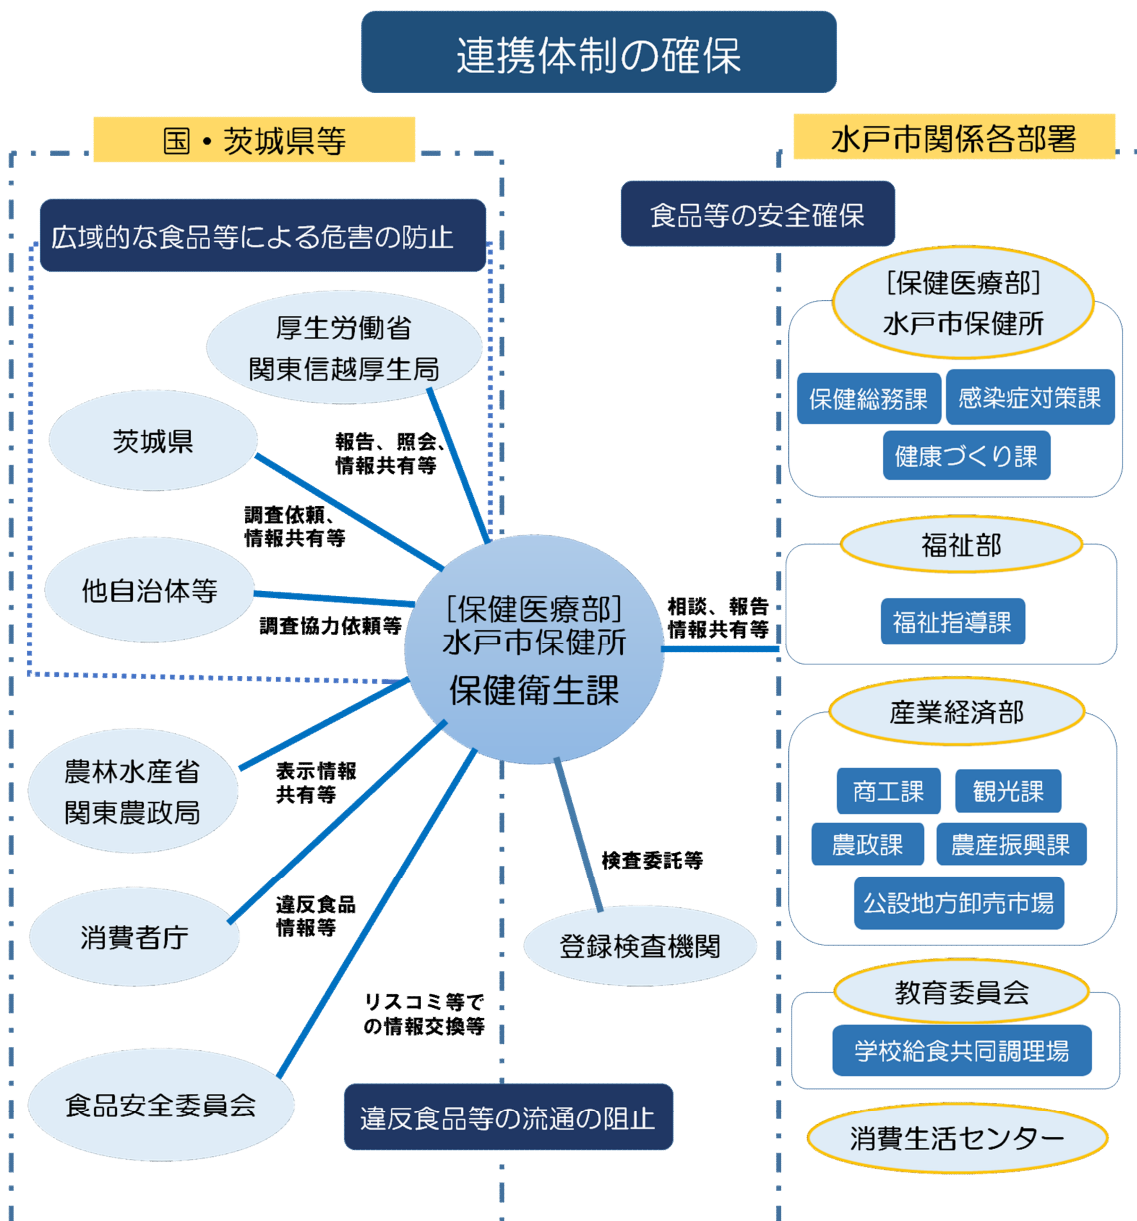 連携体制の確保
国・茨城県等
広域的な食品等による危害の防止
厚生労働省
関東信越厚生局
報告、照会、
情報共有等
茨城県
調査依頼、
情報共有等
他自治体等
調査協力依頼等
[保健医療部]
水戸市保健所
保健衛生課
農林水産省
関東農政局
表示情報
共有等
消費者庁
違反食品
情報等
食品安全委員会
リスコミ等で
の情報交換等
検査委託等
登録検査機関
違反食品等の流通の阻止
食品等の安全確保
相談、報告
情報共有等
水戸市関係各部署
[保健医療部]
水戸市保健所
保健総務課
感染症対策課
健康づくり課
福祉部
福祉指導課
産業経済部
商工課
観光課
農政課
農産振興課
公設地方卸売市場
教育委員会
学校給食共同調理場
消費生活センター